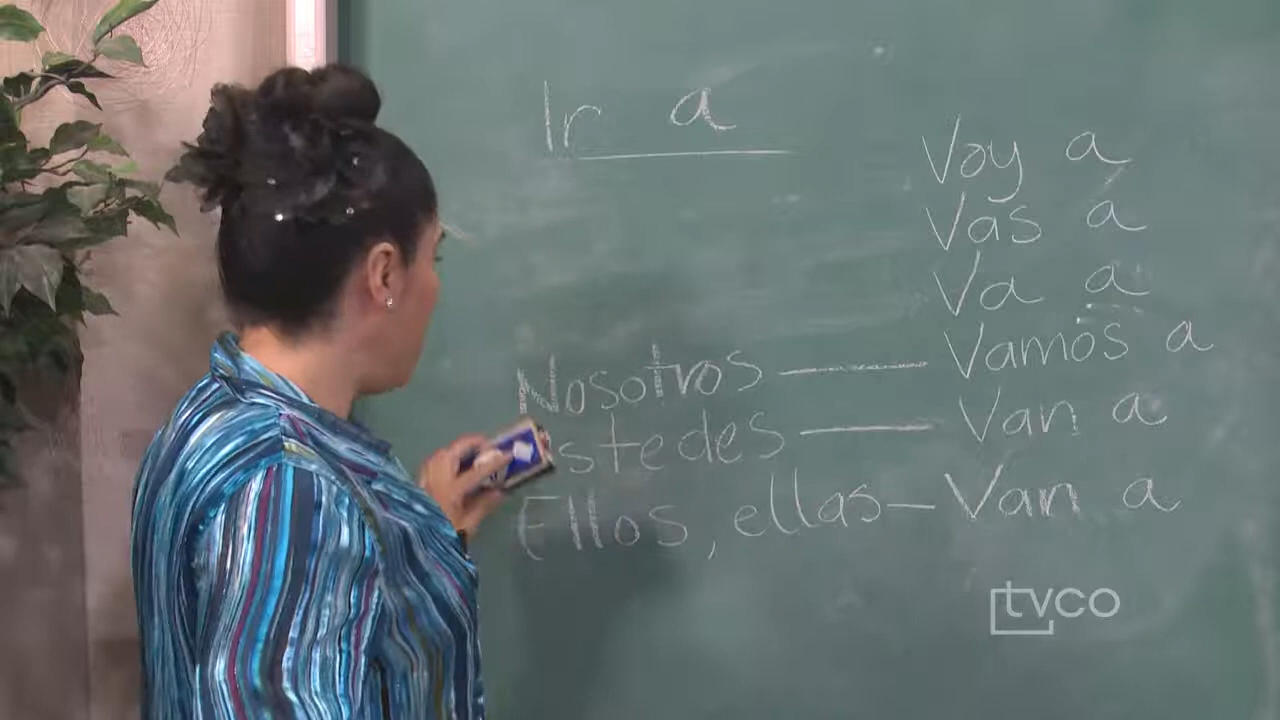 Ir a
Voy a
Vas a
Va a
Nosotros — Vamos a
stedes — Van a
Ellos, ellas — Van a
tvco